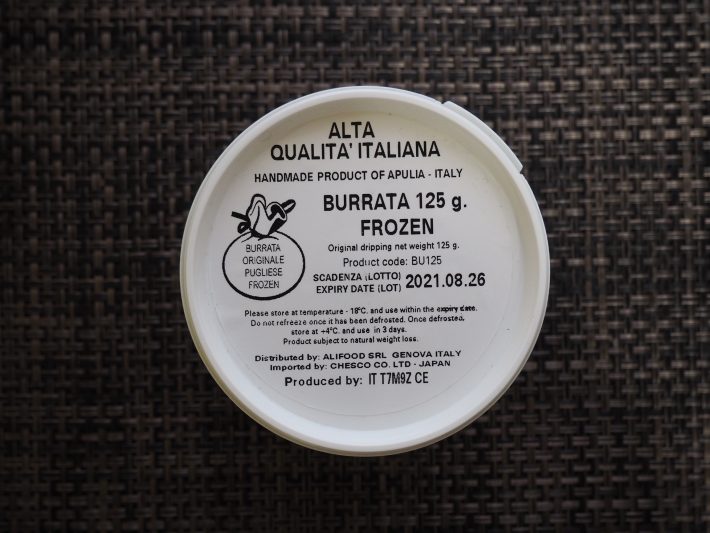 ALTA
QUALITA' ITALIANA
HANDMADE PRODUCT OF APULIA - ITALY
BURRATA
ORIGINALE
PUGLIESE
FROZEN
BURRATA 125 g.
FROZEN
Original dripping net weight 125 g.
Product code: BU125
SCADENZA (LOTTO)
EXPIRY DATE (LOT) 2021.08.26
Please store at temperature - 18°C. and use within the expiry date.
Do not refreeze once it has been defrosted. Once defrosted,
store at +4°C. and use in 3 days.
Product subject to natural weight loss.
Distributed by: ALIFOOD SRL GENOVA ITALY
Imported by: CHESCO CO. LTD - JAPAN
Produced by: IT T7M9Z CE